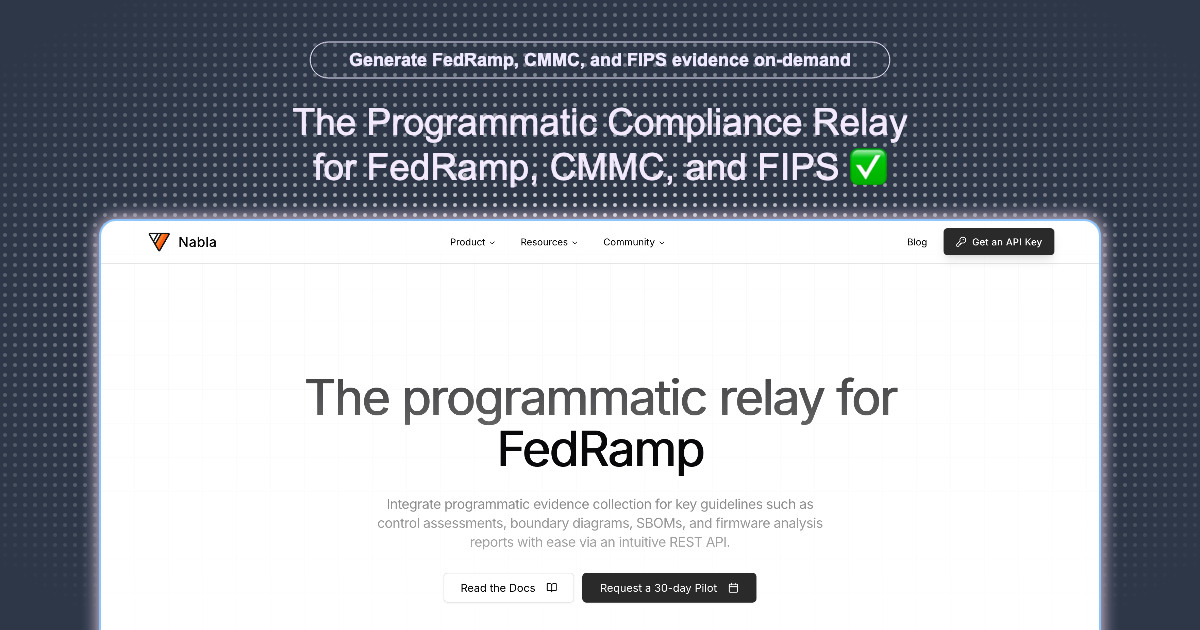 Generate FedRamp, CMMC, and FIPS evidence on-demand
The Programmatic Compliance Relay
for FedRamp, CMMC, and FIPS ✅
Nabla
Product
Resources
Community
Blog
Get an API Key
The programmatic relay for
FedRamp
Integrate programmatic evidence collection for key guidelines such as
control assessments, boundary diagrams, SBOMs, and firmware analysis
reports with ease via an intuitive REST API.
Read the Docs
Request a 30-day Pilot